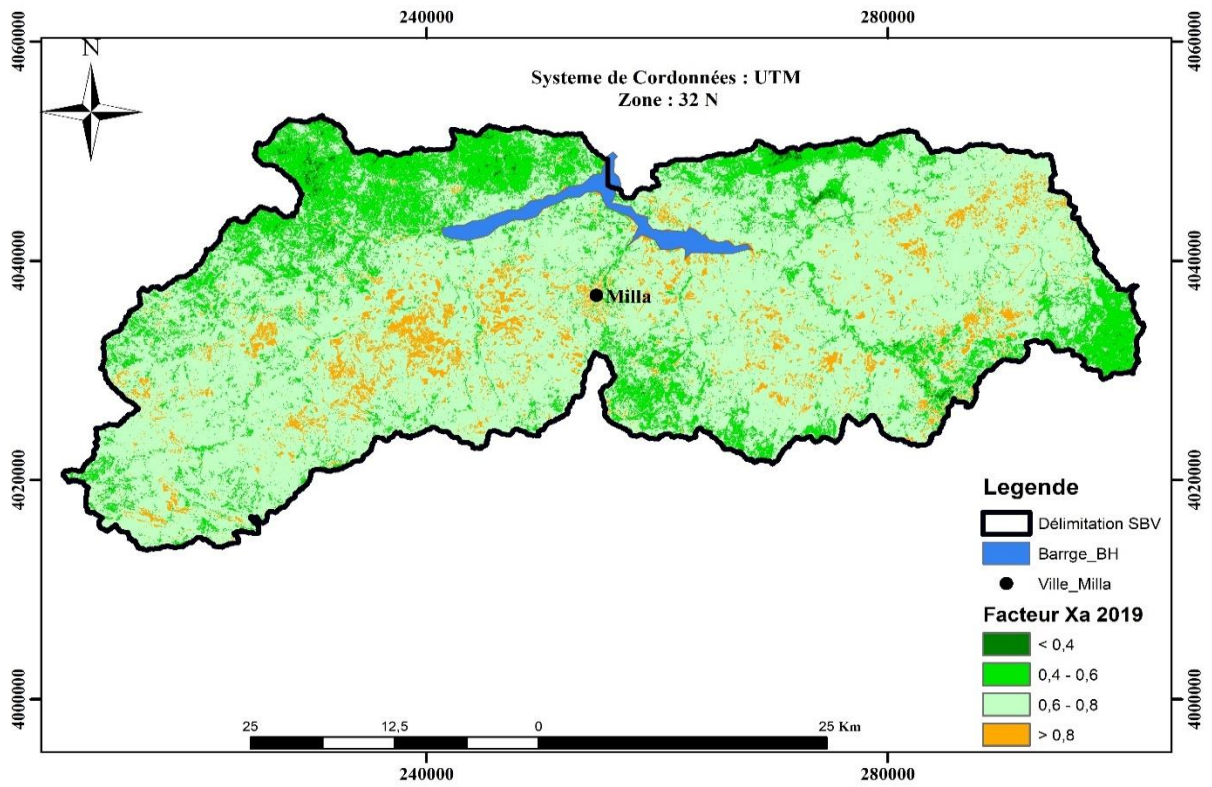 240000
280000
4060000
4060000
N
Systeme de Cordonnées : UTM
Zone : 32 N
4040000
4040000
Milla
4020000
4020000
Legende
Délimitation SBV
Barrge_BH
Ville_Milla
Facteur Xa 2019
< 0,4
0,4 - 0,6
0,6 - 0,8
> 0,8
4000000
4000000
25
12,5
0
25 Km
240000
280000